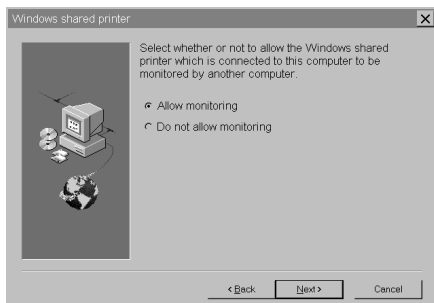 Windows shared printer
Select whether or not to allow the Windows shared
printer which is connected to this computer to be
monitored by another computer.
Allow monitoring
Do not allow monitoring
< Back
Next >
Cancel